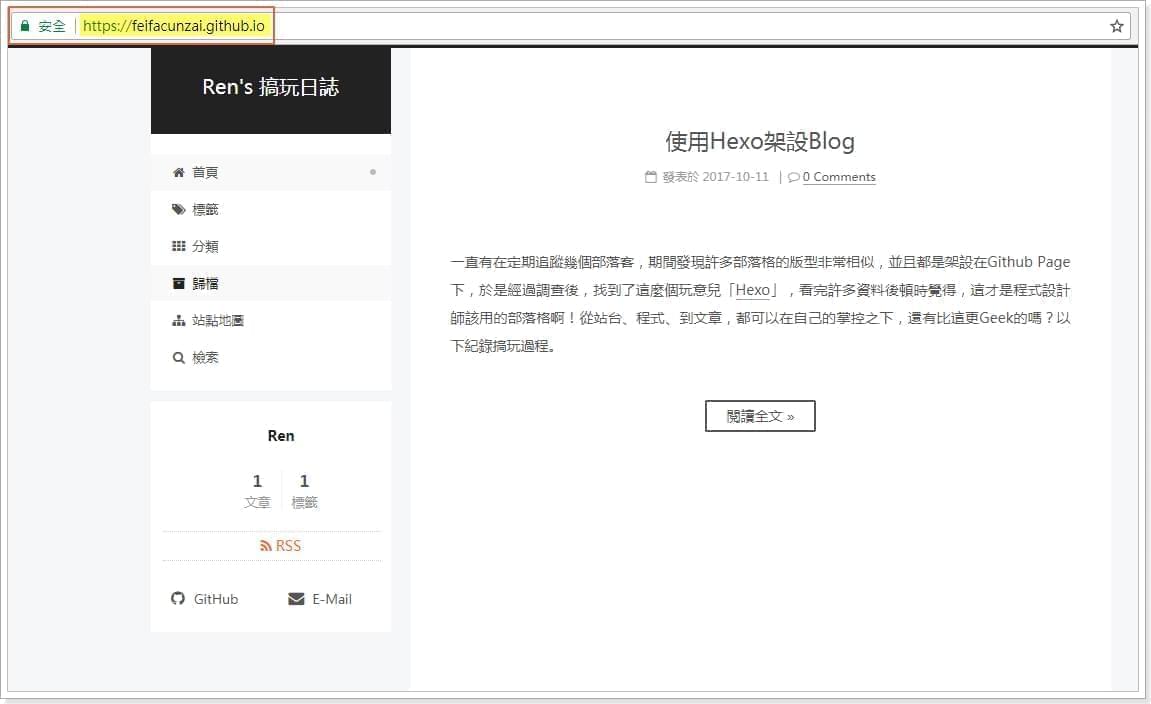 安全 | https://feifacunzai.github.io
Ren's 搞玩日誌
首頁
標籤
分類
歸檔
站點地圖
檢索
Ren
1 1
文章 標籤
RSS
GitHub E-Mail
使用Hexo架設Blog
發表於 2017-10-11 | 0 Comments
一直有在定期追蹤幾個部落客，期間發現許多部落格的版型非常相似，並且都是架設在Github Page
下，於是經過調查後，找到了這麼個玩意兒「Hexo」，看完許多資料後頓時覺得，這才是程式設計
師該用的部落格啊！從站台、程式、到文章，都可以在自己的掌控之下，還有比這更Geek的嗎？以
下紀錄搞玩過程。
閱讀全文 »